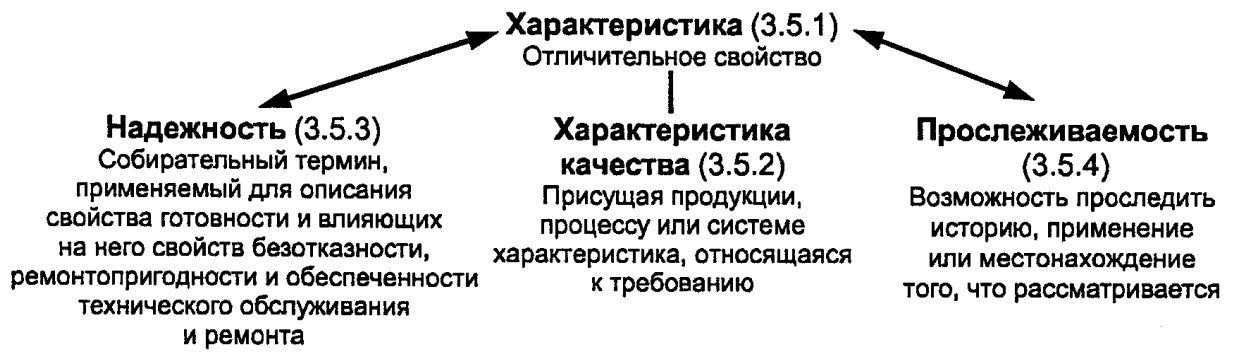 Характеристика (3.5.1)
Отличительное свойство
Надежность (3.5.3)
Собирательный термин,
применяемый для описания
свойства готовности и влияющих
на него свойств безотказности,
ремонтопригодности и обеспеченности
технического обслуживания
и ремонта
Характеристика
качества (3.5.2)
Присущая продукции,
процессу или системе
характеристика, относящаяся
к требованию
Прослеживаемость
(3.5.4)
Возможность проследить
историю, применение
или местонахождение
того, что рассматривается